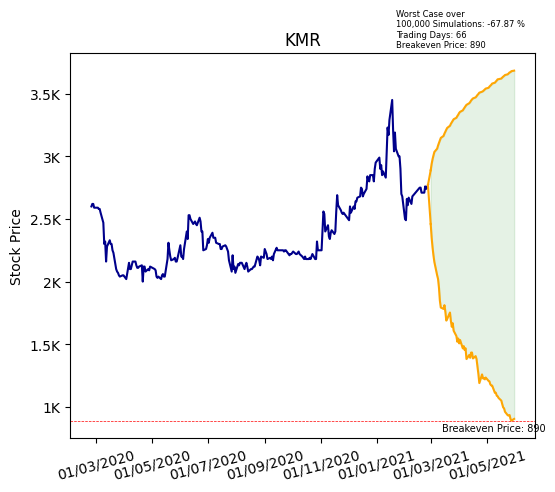 Worst Case over
100,000 Simulations: -67.87 %
Trading Days: 66
Breakeven Price: 890
KMR
Stock Price
3.5K
3K
2.5K
2K
1.5K
1K
Breakeven Price: 890
01/03/2020 01/05/2020 01/07/2020 01/09/2020 01/11/2020 01/01/2021 01/03/2021 01/05/2021